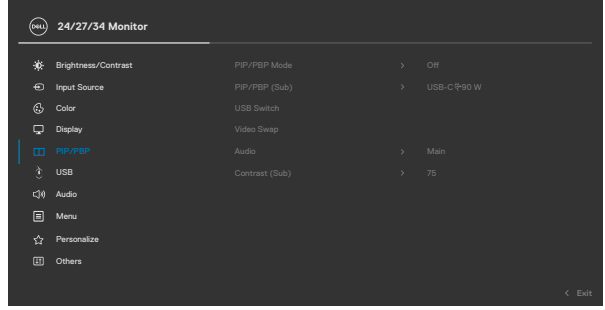 DELL 24/27/34 Monitor
Brightness/Contrast PIP/PBP Mode > Off
Input Source PIP/PBP (Sub) > USB-C 90 W
Color USB Switch
Display Video Swap
PIP/PBP Audio > Main
USB Contrast (Sub) > 75
Audio
Menu
Personalize
Others
< Exit